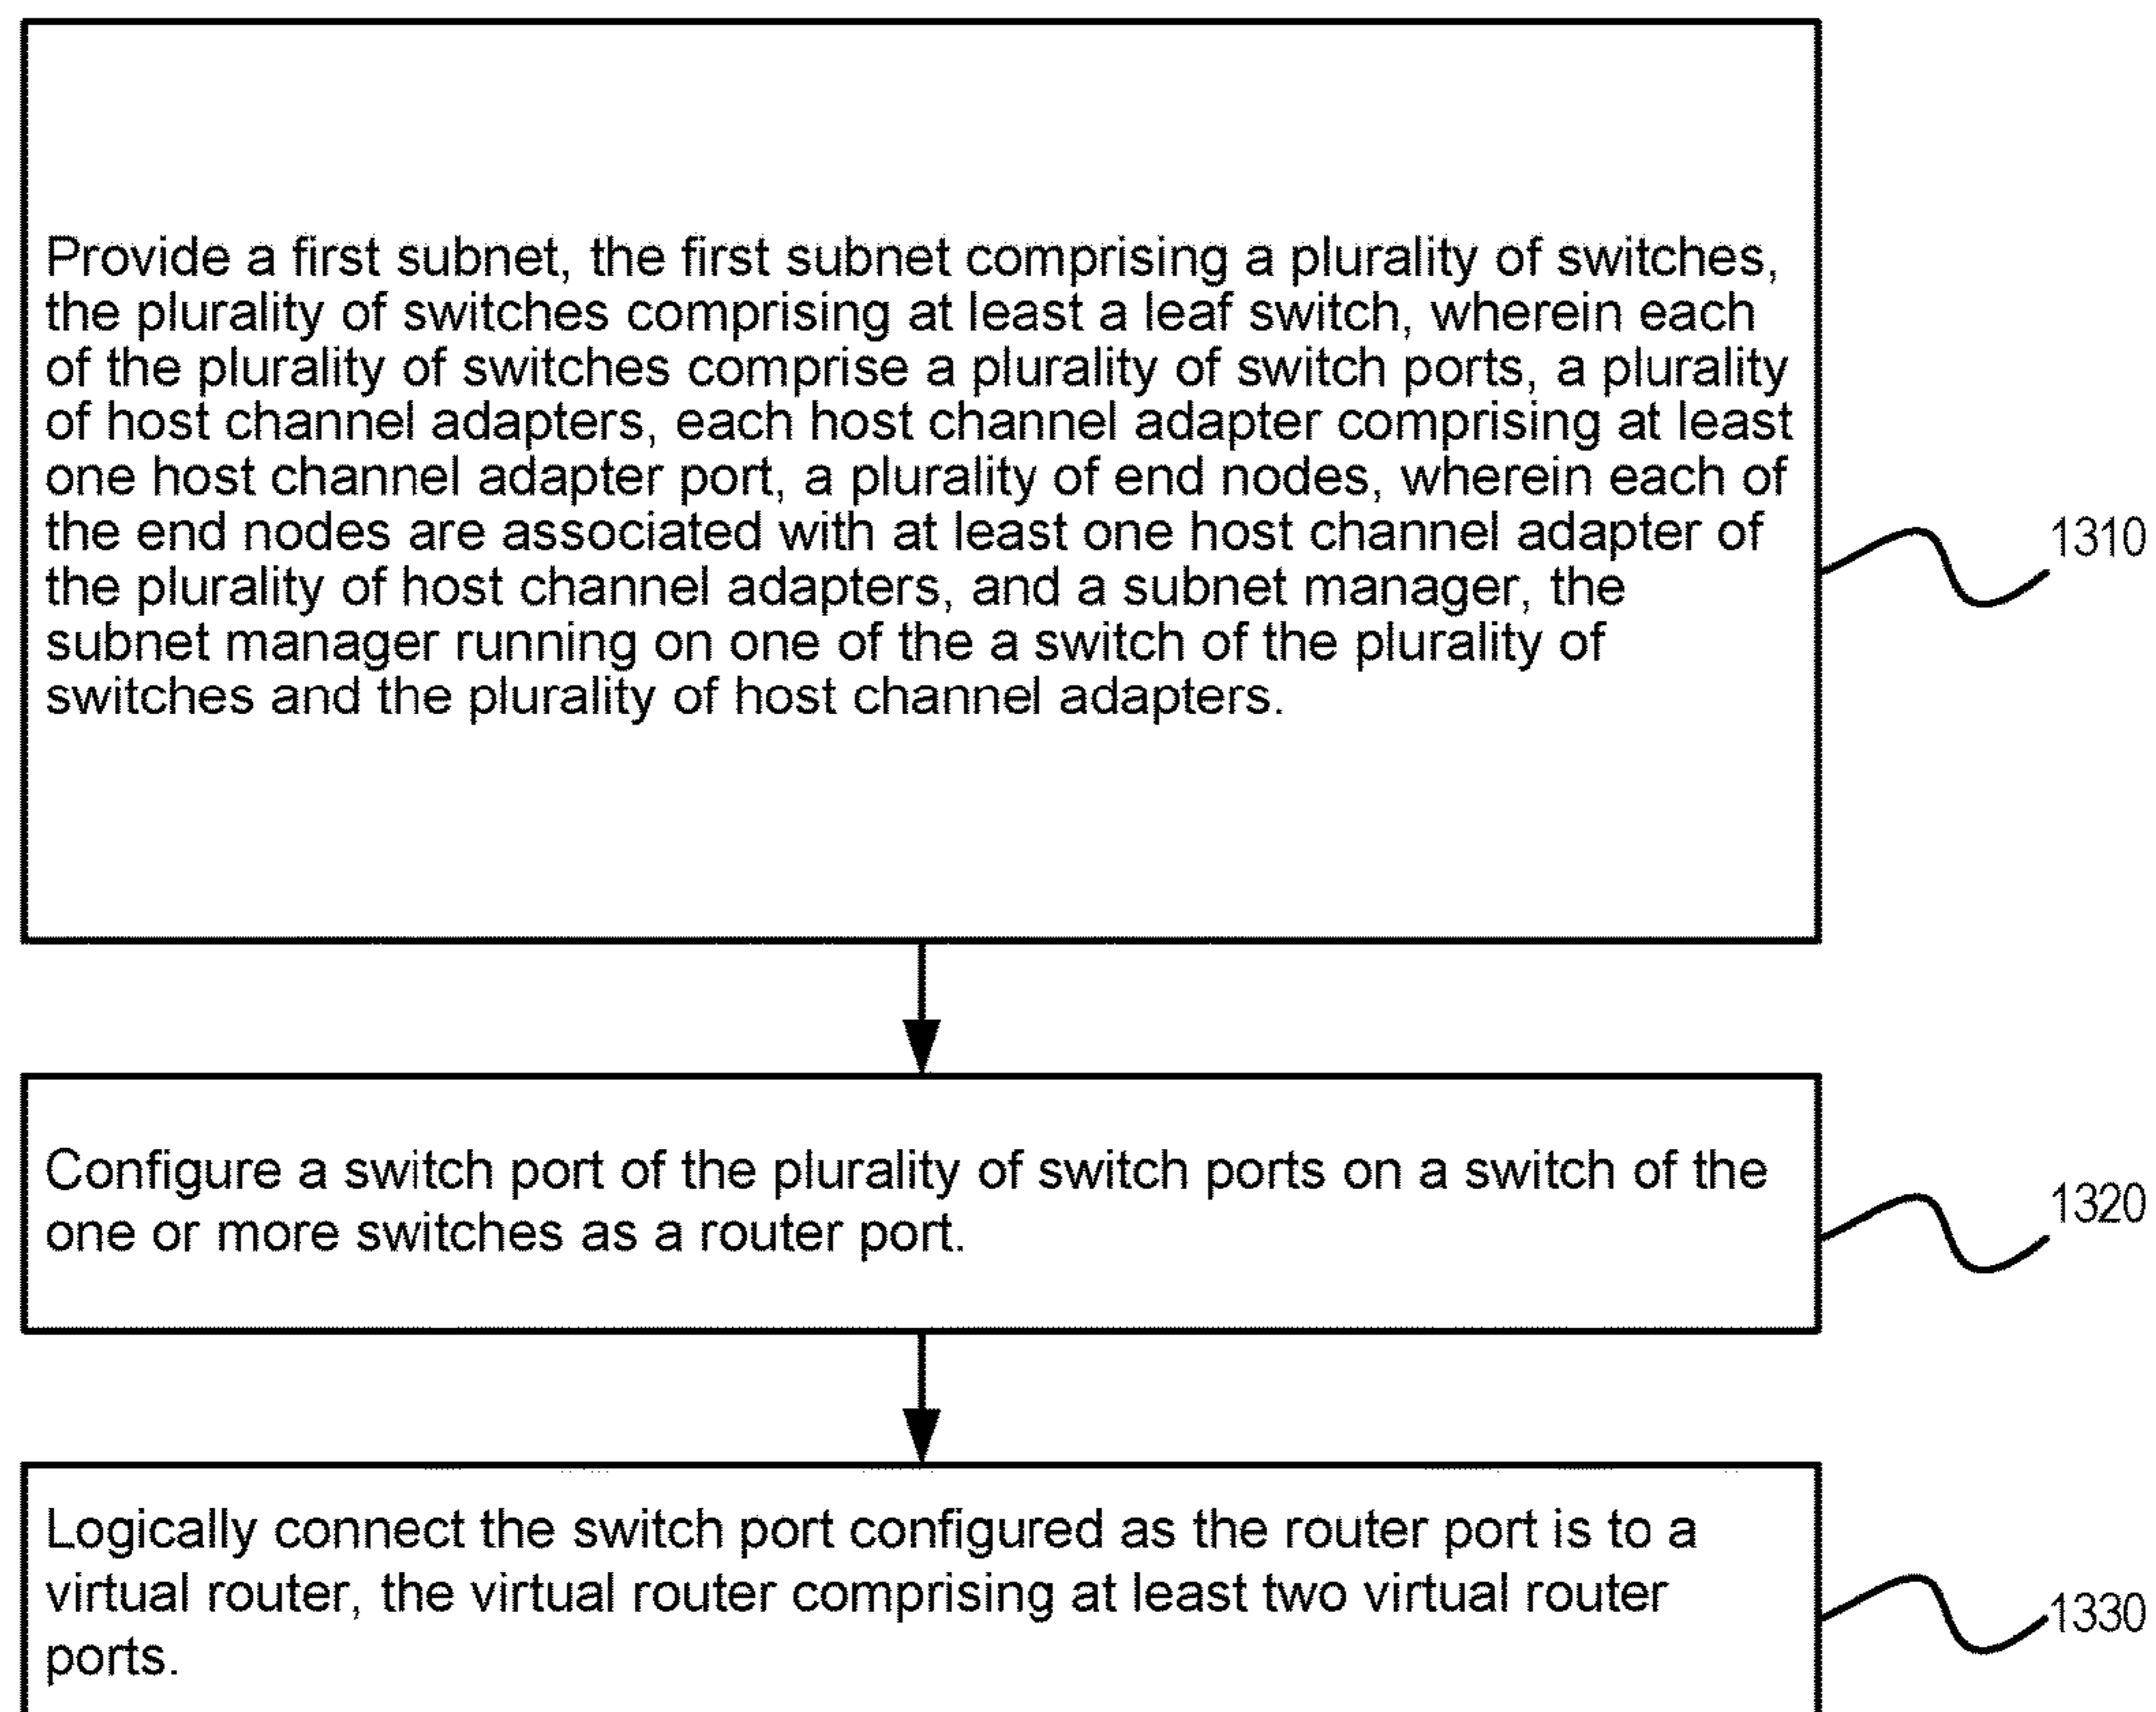 Provide a first subnet, the first subnet comprising a plurality of switches,
the plurality of switches comprising at least a leaf switch, wherein each
of the plurality of switches comprise a plurality of switch ports, a plurality
of host channel adapters, each host channel adapter comprising at least
one host channel adapter port, a plurality of end nodes, wherein each of
the end nodes are associated with at least one host channel adapter of
the plurality of host channel adapters, and a subnet manager, the
subnet manager running on one of the a switch of the plurality of
switches and the plurality of host channel adapters.
1310
Configure a switch port of the plurality of switch ports on a switch of the
one or more switches as a router port.
1320
Logically connect the switch port configured as the router port is to a
virtual router, the virtual router comprising at least two virtual router
ports.
1330